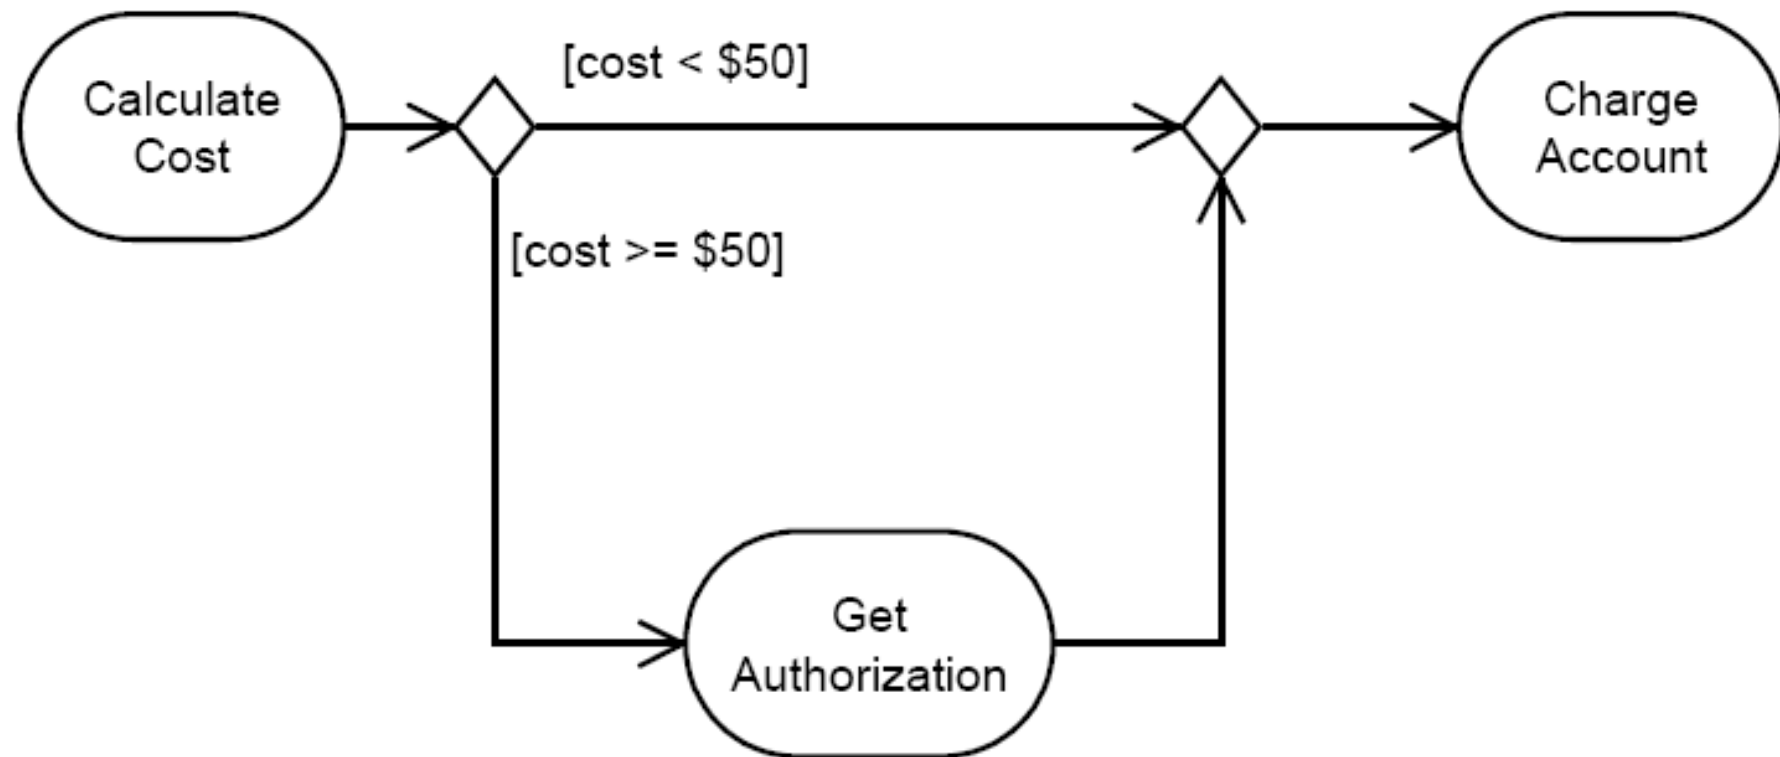 Calculate
Cost
[cost < $50]
Charge
Account
[cost >= $50]
Get
Authorization